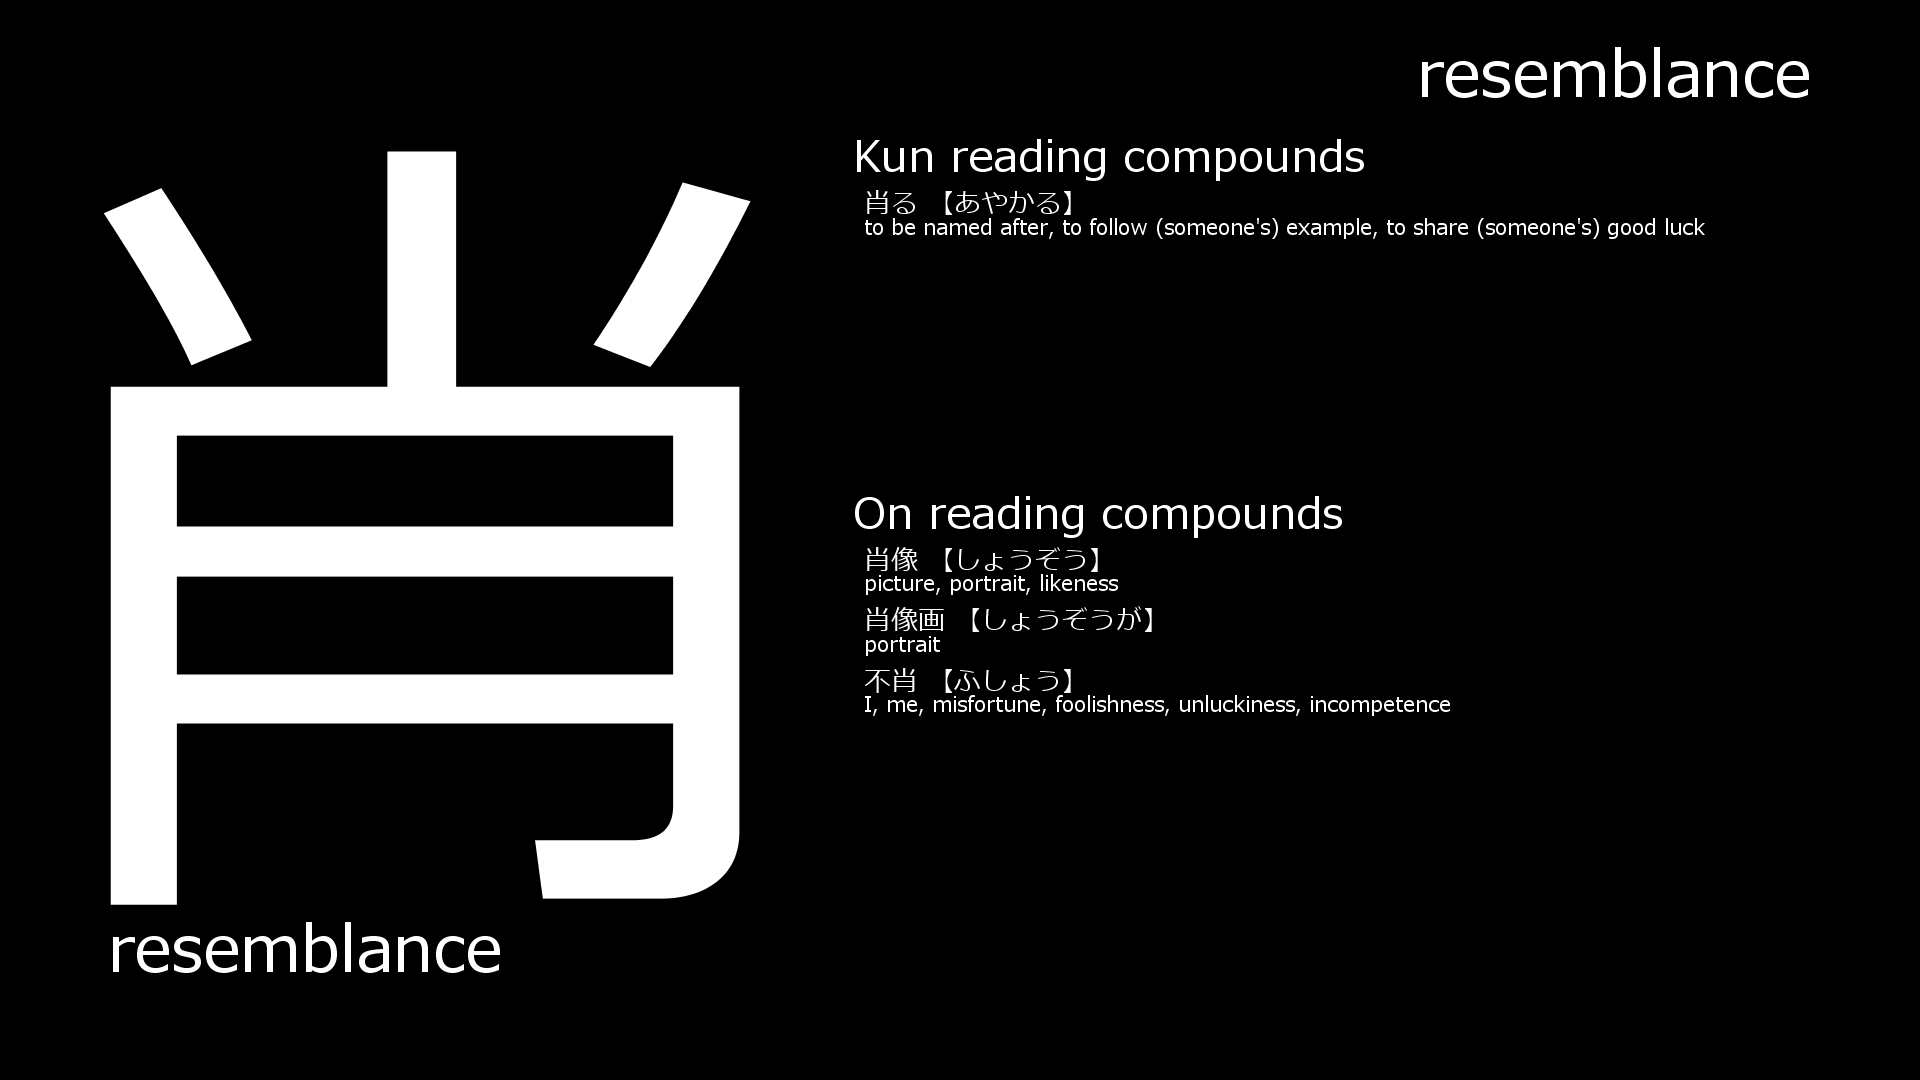 肖
resemblance
resemblance
Kun reading compounds
肖る 【あやかる】
to be named after, to follow (someone's) example, to share (someone's) good luck
On reading compounds
肖像 【しょうぞう】
picture, portrait, likeness
肖像画 【しょうぞうが】
portrait
不肖 【ふしょう】
I, me, misfortune, foolishness, unluckiness, incompetence